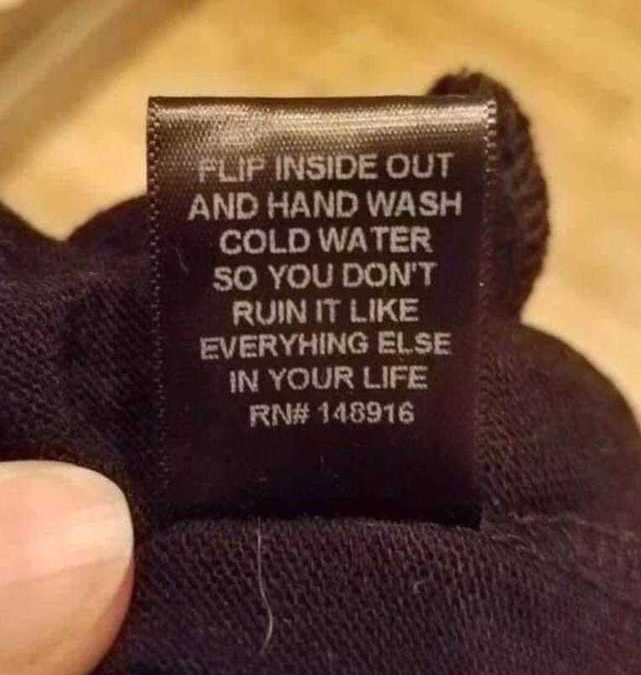 FLIP INSIDE OUT
AND HAND WASH
COLD WATER
SO YOU DON'T
RUIN IT LIKE
EVERYHING ELSE
IN YOUR LIFE
RN# 148916